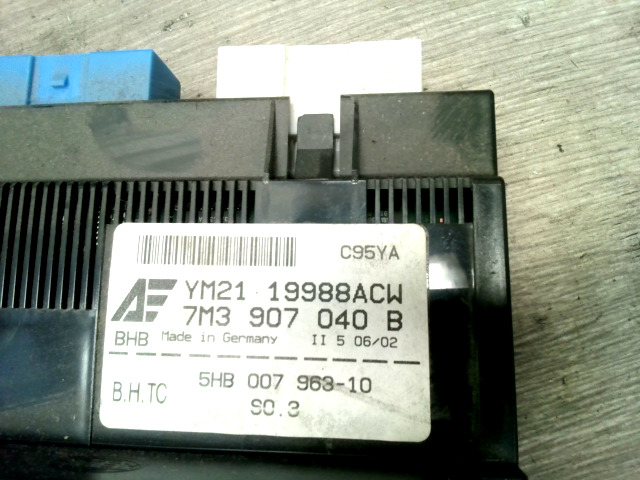 C95YA
AE YM21 19988ACW
7M3 907 040 B
BHB Made in Germany II 5 06/02
B.H.TC 5HB 007 963-10
SO.3